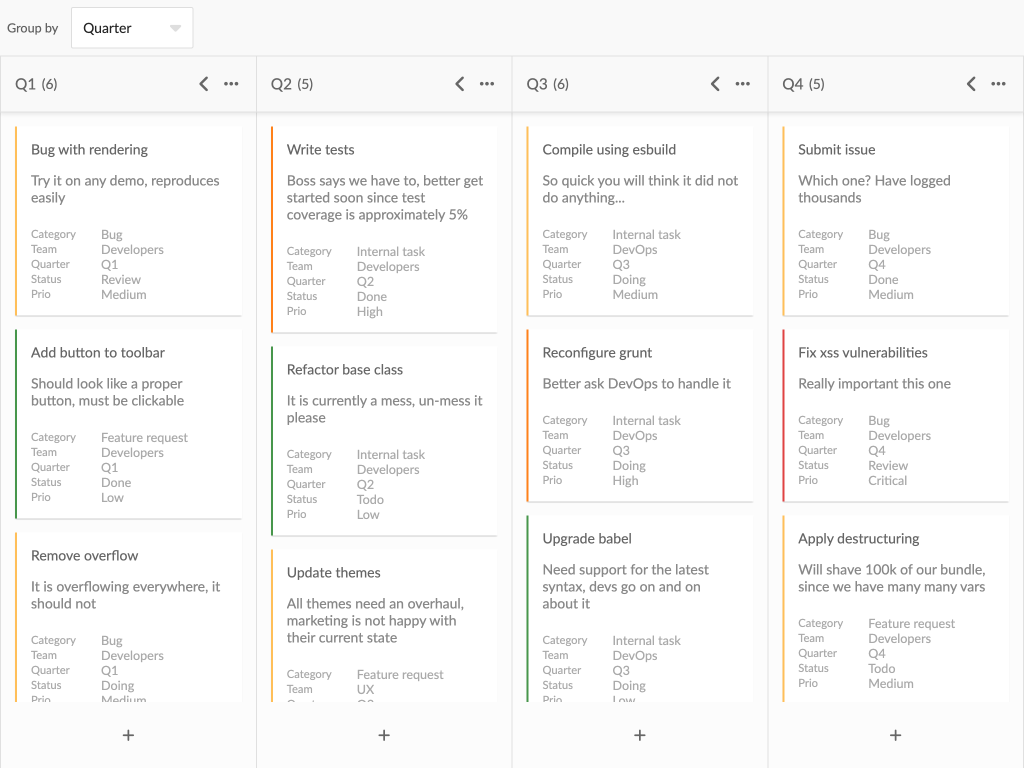 Group by
Quarter
Q1 (6)
Q2 (5)
Q3 (6)
Q4 (5)
Bug with rendering
Try it on any demo, reproduces
easily
Category Bug
Team Developers
Quarter Q1
Status Review
Prio Medium
Add button to toolbar
Should look like a proper
button, must be clickable
Category Feature request
Team Developers
Quarter Q1
Status Done
Prio Low
Remove overflow
It is overflowing everywhere, it
should not
Category Bug
Team Developers
Quarter Q1
Status Doing
Prio Medium
Write tests
Boss says we have to, better get
started soon since test
coverage is approximately 5%
Category Internal task
Team Developers
Quarter Q2
Status Done
Prio High
Refactor base class
It is currently a mess, un-mess it
please
Category Internal task
Team Developers
Quarter Q2
Status Todo
Prio Low
Update themes
All themes need an overhaul,
marketing is not happy with
their current state
Category Feature request
Team UX
Compile using esbuild
So quick you will think it did not
do anything...
Category Internal task
Team DevOps
Quarter Q3
Status Doing
Prio Medium
Reconfigure grunt
Better ask DevOps to handle it
Category Internal task
Team DevOps
Quarter Q3
Status Doing
Prio High
Upgrade babel
Need support for the latest
syntax, devs go on and on
about it
Category Internal task
Team DevOps
Quarter Q3
Status Doing
Prio Low
Submit issue
Which one? Have logged
thousands
Category Bug
Team Developers
Quarter Q4
Status Done
Prio Medium
Fix xss vulnerabilities
Really important this one
Category Bug
Team Developers
Quarter Q4
Status Review
Prio Critical
Apply destructuring
Will shave 100k of our bundle,
since we have many many vars
Category Feature request
Team Developers
Quarter Q4
Status Todo
Prio Medium